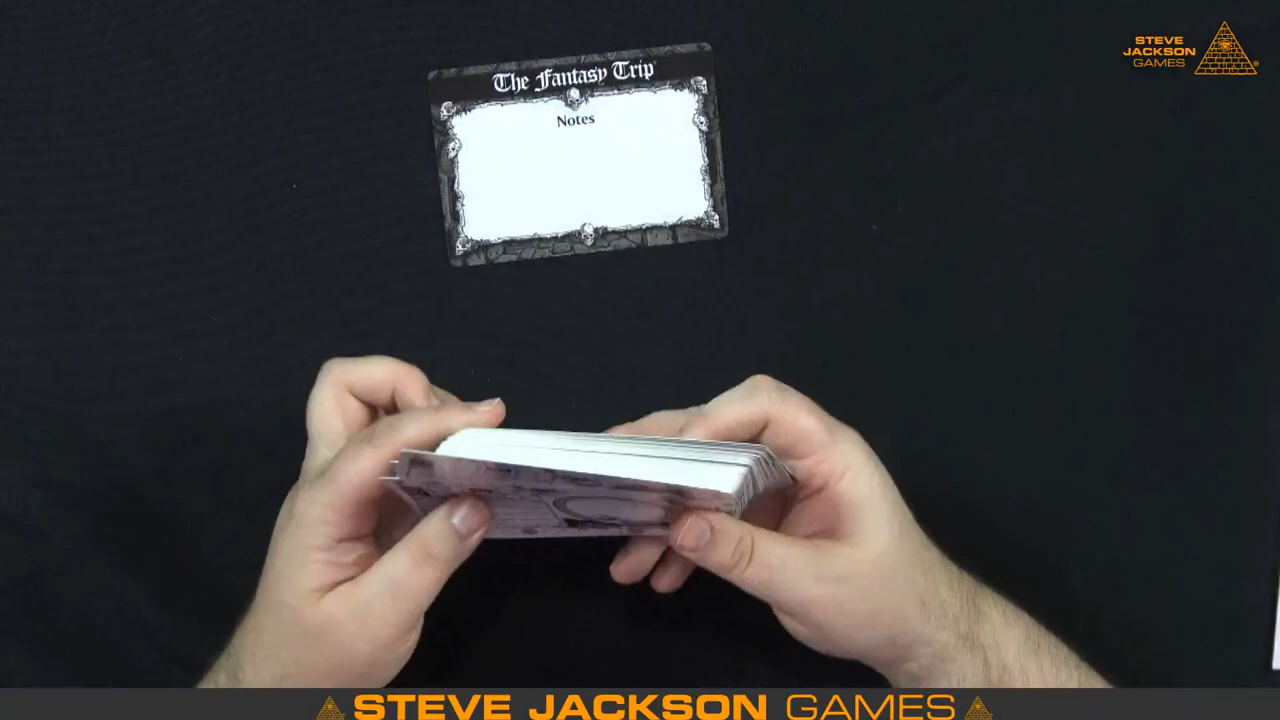 STEVE
JACKSON
GAMES
The Fantasy Trip
Notes
STEVE JACKSON GAMES